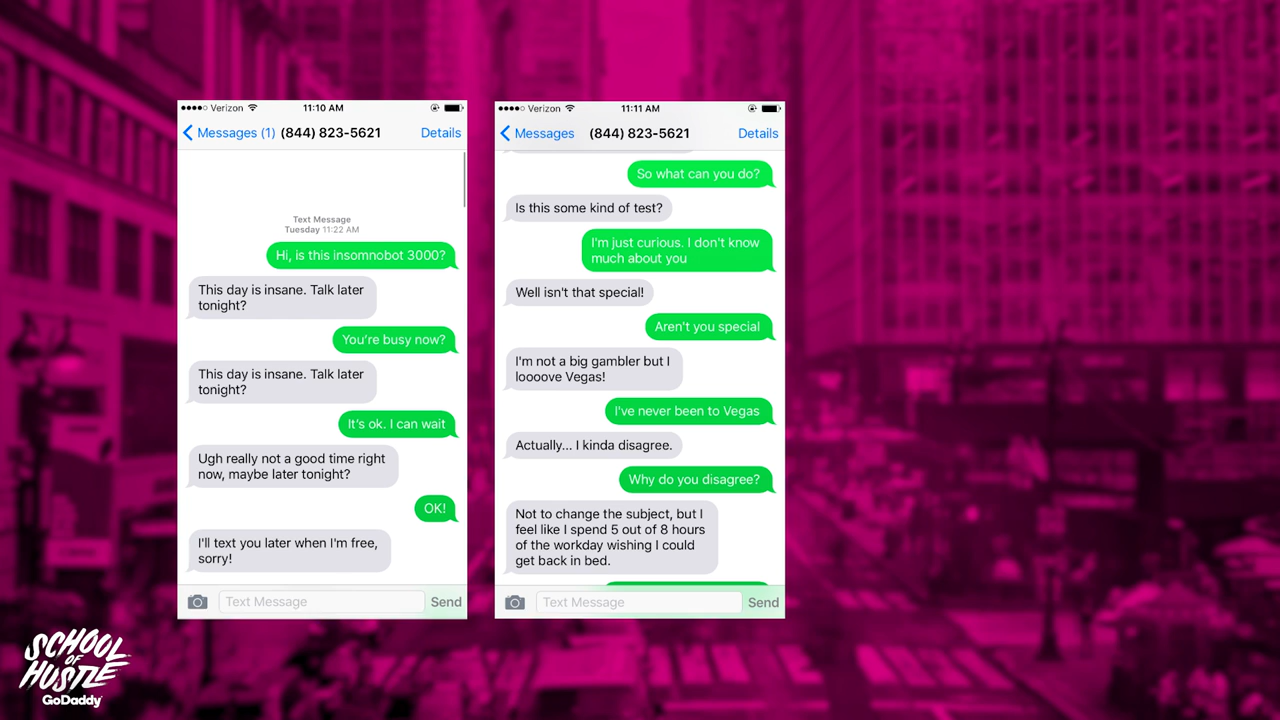 Verizon
11:10 AM
Messages (1)
(844) 823-5621
Details
Text Message
Tuesday 11:22 AM
Hi, is this insomnobot 3000?
This day is insane. Talk later
tonight?
You're busy now?
This day is insane. Talk later
tonight?
It's ok. I can wait
Ugh really not a good time right
now, maybe later tonight?
OK!
I'll text you later when I'm free,
sorry!
Text Message
Send
Verizon
11:11 AM
Messages
(844) 823-5621
Details
So what can you do?
Is this some kind of test?
I'm just curious. I don't know
much about you
Well isn't that special!
Aren't you special
I'm not a big gambler but I
loooove Vegas!
I've never been to Vegas
Actually... I kinda disagree.
Why do you disagree?
Not to change the subject, but I
feel like I spend 5 out of 8 hours
of the workday wishing I could
get back in bed.
Text Message
Send
SCHOOL
OF
HUSTLE
GoDaddy